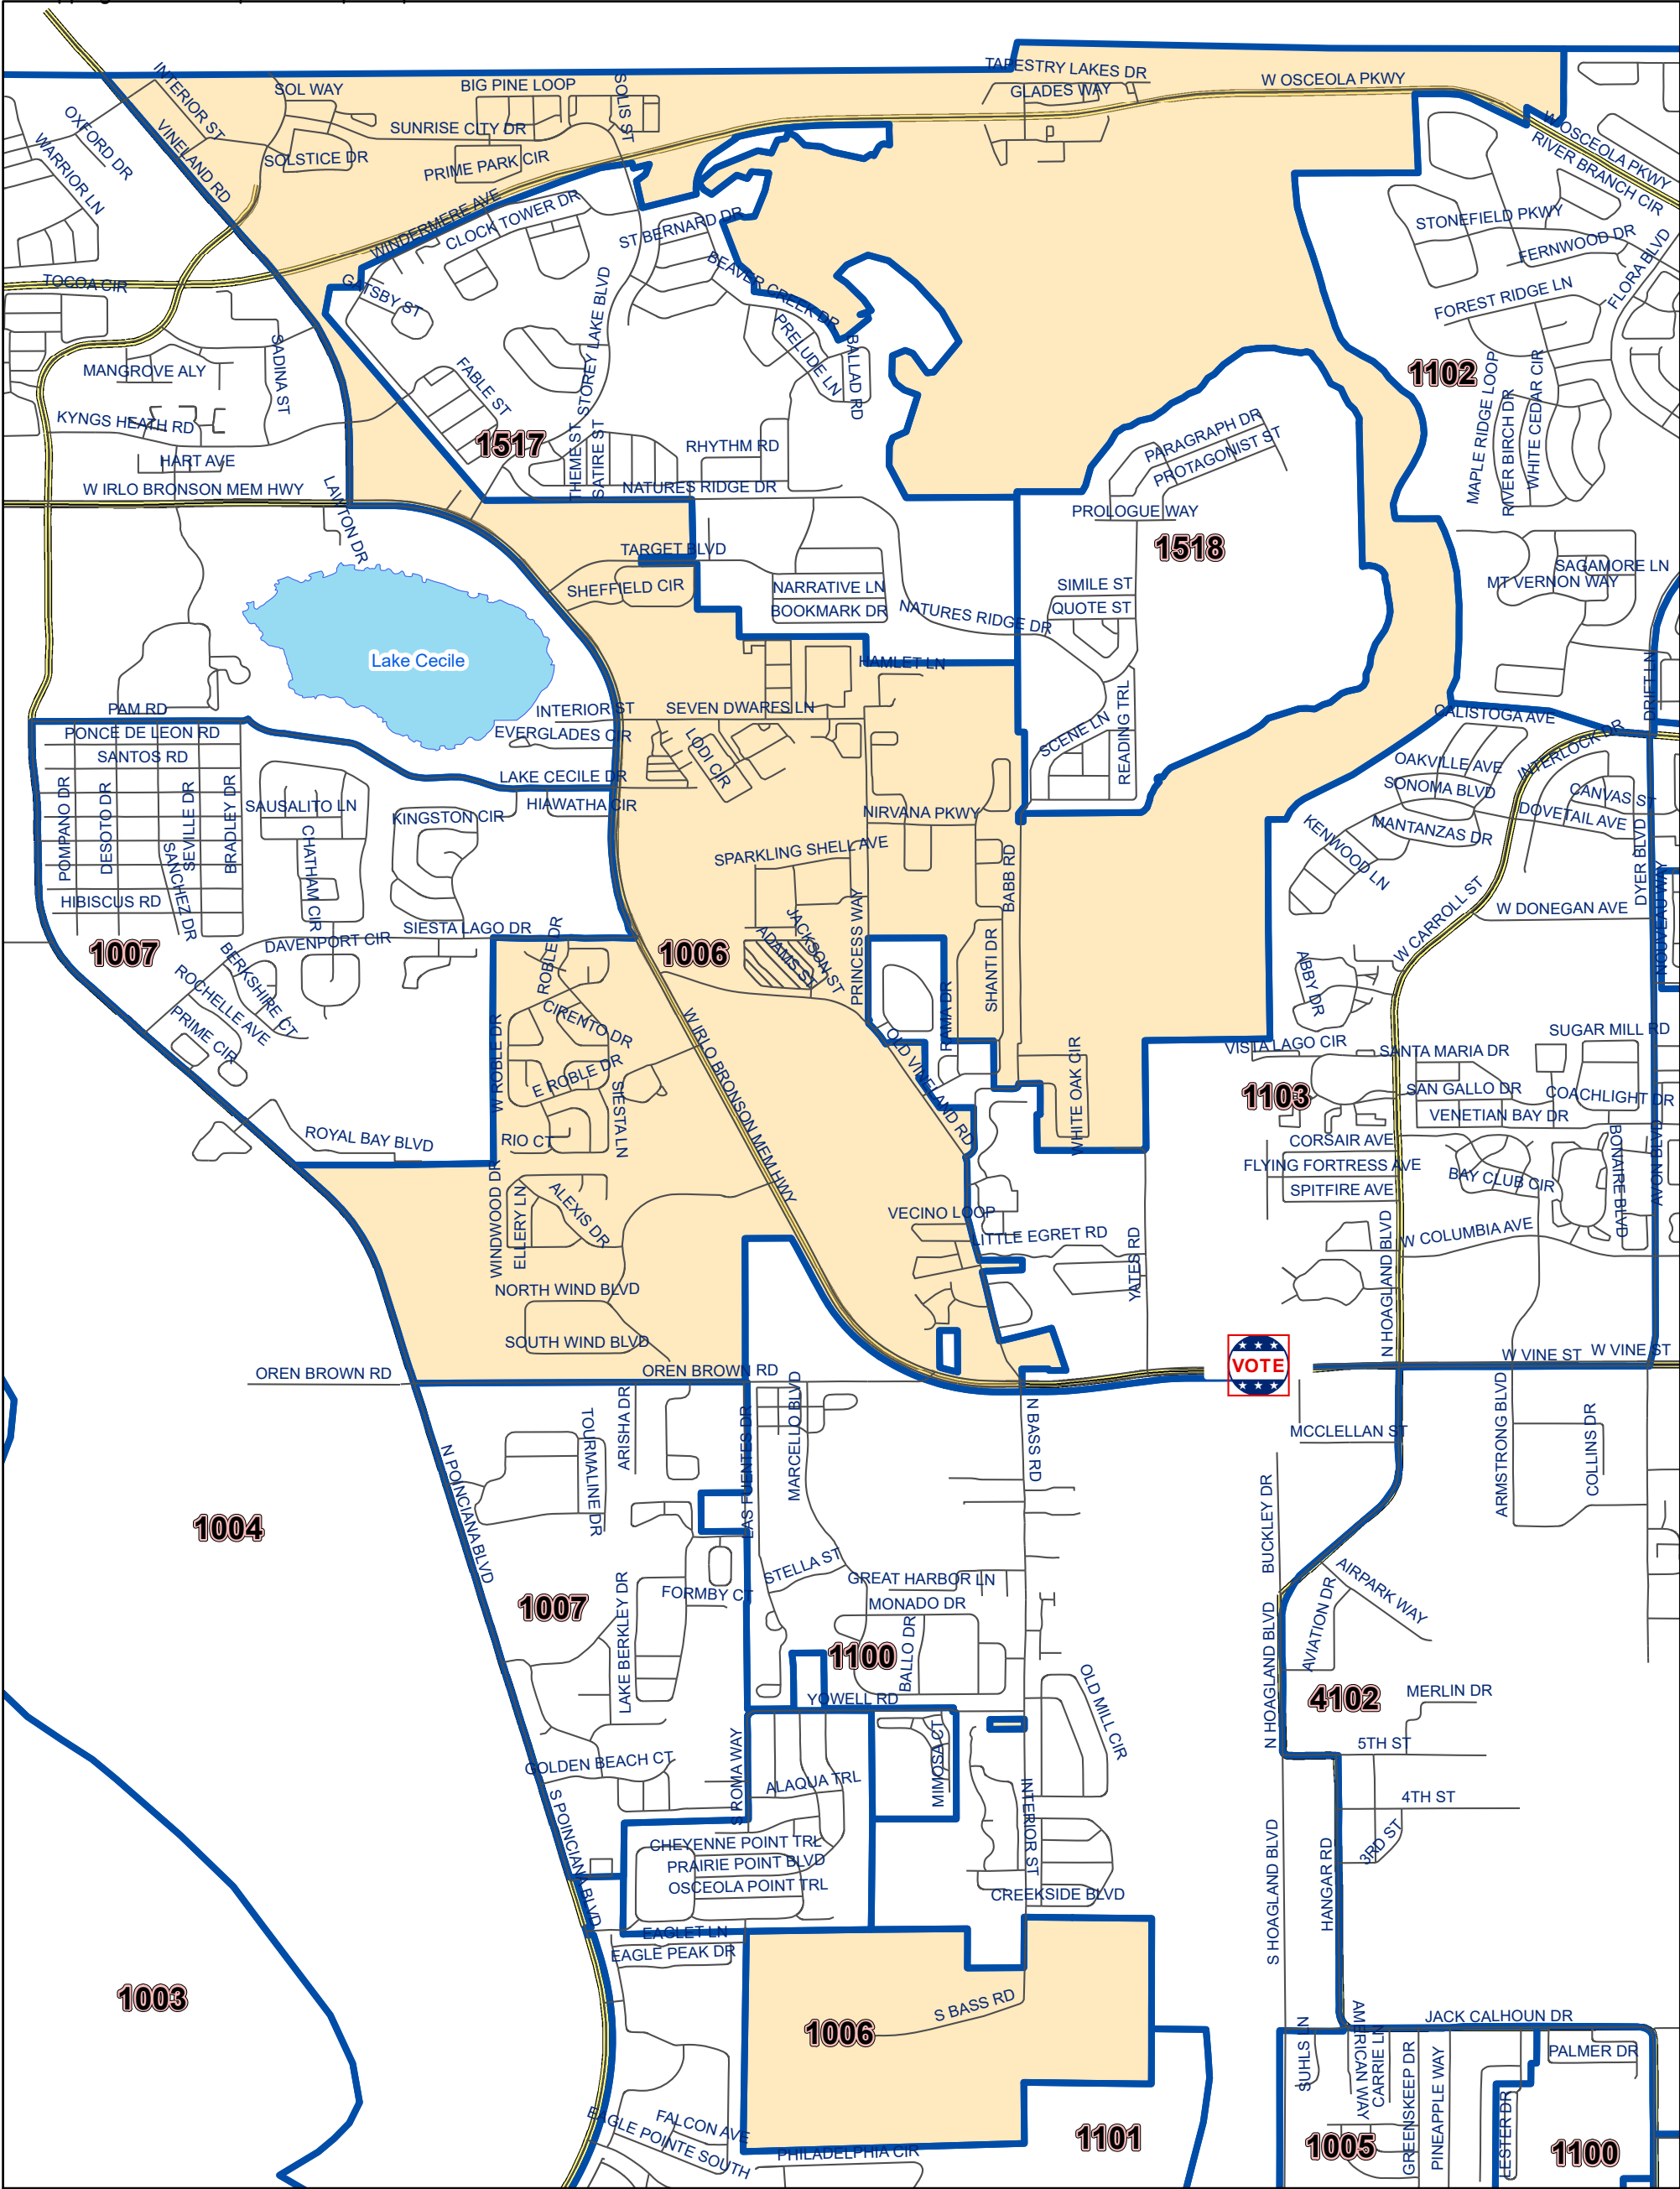 TAPESTRY LAKES DR
GLADES WAY
W OSCEOLA PKWY
INTERIOR ST
SOL WAY
BIG PINE LOOP
SOLIS ST
OXFORD DR
VINELAND RD
SUNRISE CITY DR
WARRIOR LN
SOLSTICE DR
PRIME PARK CIR
W OSCEOLA PKWY
RIVER BRANCH CIR
WINDERMERE AVE
CLOCK TOWER DR
ST BERNARD DR
STONEFIELD PKWY
FERNWOOD DR
FLORA BLVD
TOCOA CIR
GATSBY ST
BEAVER CREEK DR
FOREST RIDGE LN
STOREY LAKE BLVD
PRELUDE LN
BALLAD RD
SADINA ST
MANGROVE ALY
FABLE ST
1102
MAPLE RIDGE LOOP
RIVER BIRCH DR
WHITE CEDAR CIR
KYNGS HEATH RD
1517
THEME ST
SATIRE ST
RHYTHM RD
PARAGRAPH DR
PROTAGONIST ST
HART AVE
W IRLO BRONSON MEM HWY
LAWTON DR
NATURES RIDGE DR
PROLOGUE WAY
1518
TARGET BLVD
SHEFFIELD CIR
NARRATIVE LN
BOOKMARK DR
NATURES RIDGE DR
SIMILE ST
QUOTE ST
SAGAMORE LN
MT VERNON WAY
Lake Cecile
HAMLET LN
DRIFT LN
PAM RD
INTERIOR ST
SEVEN DWARFS LN
READING TRL
SCENE LN
CALISTOGA AVE
INTERLOCK DR
PONCE DE LEON RD
EVERGLADES CIR
LODI CIR
SANTOS RD
LAKE CECILE DR
OAKVILLE AVE
SONOMA BLVD
CANVAS ST
DOVETAIL AVE
POMPANO DR
DESOTO DR
SEVILLE DR
SANCHEZ DR
BRADLEY DR
SAUSALITO LN
KINGSTON CIR
HIAWATHA CIR
NIRVANA PKWY
MANTANZAS DR
KENWOOD LN
DYER BLVD
NOUVEAU WAY
CHATHAM CIR
SPARKLING SHELL AVE
BABB RD
HIBISCUS RD
W DONEGAN AVE
W CARROLL ST
SIESTA LAGO DR
DAVENPORT CIR
1007
ROBLE DR
1006
JACKSON ST
ADAMS ST
PRINCESS WAY
SHANTI DR
RAMA DR
BERKSHIRE CT
ROCHELLE AVE
PRIME CIR
CIRENTO DR
W ROBLE DR
E ROBLE DR
SIESTA LN
W IRLO BRONSON MEM HWY
OLD VINELAND RD
WHITE OAK CIR
ABBY DR
SUGAR MILL RD
VISTA LAGO CIR
SANTA MARIA DR
1103
SAN GALLO DR
COACHLIGHT DR
VENETIAN BAY DR
ROYAL BAY BLVD
RIO CT
CORSAIR AVE
FLYING FORTRESS AVE
SPITFIRE AVE
BAY CLUB CIR
BONAIRE BLVD
AVON BLVD
WINDWOOD DR
ELLERY LN
ALEXIS DR
VECINO LOOP
LITTLE EGRET RD
YATES RD
N HOAGLAND BLVD
W COLUMBIA AVE
NORTH WIND BLVD
SOUTH WIND BLVD
OREN BROWN RD
OREN BROWN RD
VOTE
W VINE ST
W VINE ST
N POINCIANA BLVD
TOURMALINE DR
ARISHA DR
LAS FUENTES DR
MARCELLO BLVD
N BASS RD
MCCLELLAN ST
ARMSTRONG BLVD
COLLINS DR
BUCKLEY DR
1004
STELLA ST
GREAT HARBOR LN
MONADO DR
AIRPARK WAY
AVIATION DR
1007
FORMBY CT
LAKE BERKLEY DR
1100
BALLO DR
N HOAGLAND BLVD
OLD MILL CIR
4102
MERLIN DR
YOWELL RD
GOLDEN BEACH CT
S ROMA WAY
ALAQUA TRL
MIMOSA CT
5TH ST
4TH ST
3RD ST
INTERIOR ST
S POINCIANA BLVD
CHEYENNE POINT TRL
PRAIRIE POINT BLVD
OSCEOLA POINT TRL
CREEKSIDE BLVD
S HOAGLAND BLVD
HANGAR RD
EAGLET LN
EAGLE PEAK DR
1003
1006
S BASS RD
JACK CALHOUN DR
SUHLS LN
AMERICAN WAY
CARRIE LN
GREENSKEEP DR
PINEAPPLE WAY
PALMER DR
LESTER DR
FALCON AVE
EAGLE POINTE SOUTH
PHILADELPHIA CIR
1101
1005
1100